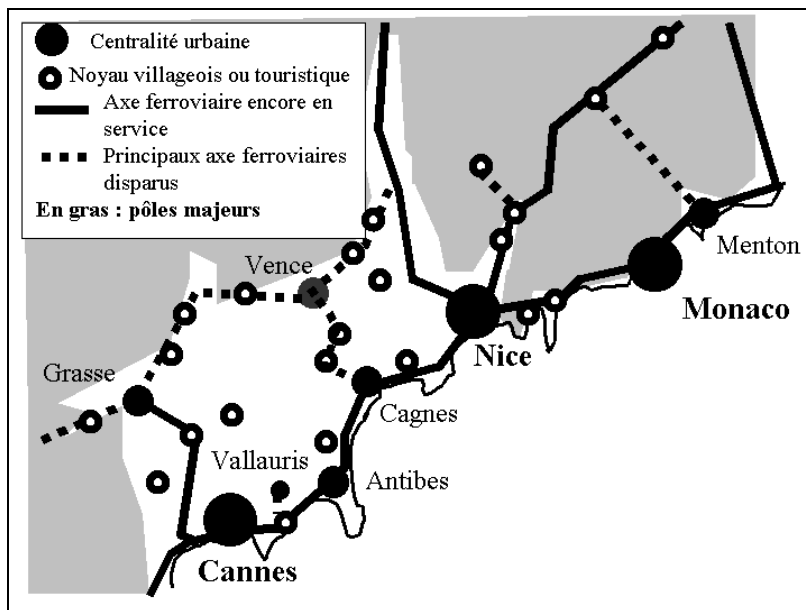 Centralité urbaine
Noyau villageois ou touristique
Axe ferroviaire encore en
service
Principaux axe ferroviaires
disparus
En gras : pôles majeurs
Vence
Menton
Monaco
Grasse
Nice
Cagnes
Vallauris
Antibes
Cannes